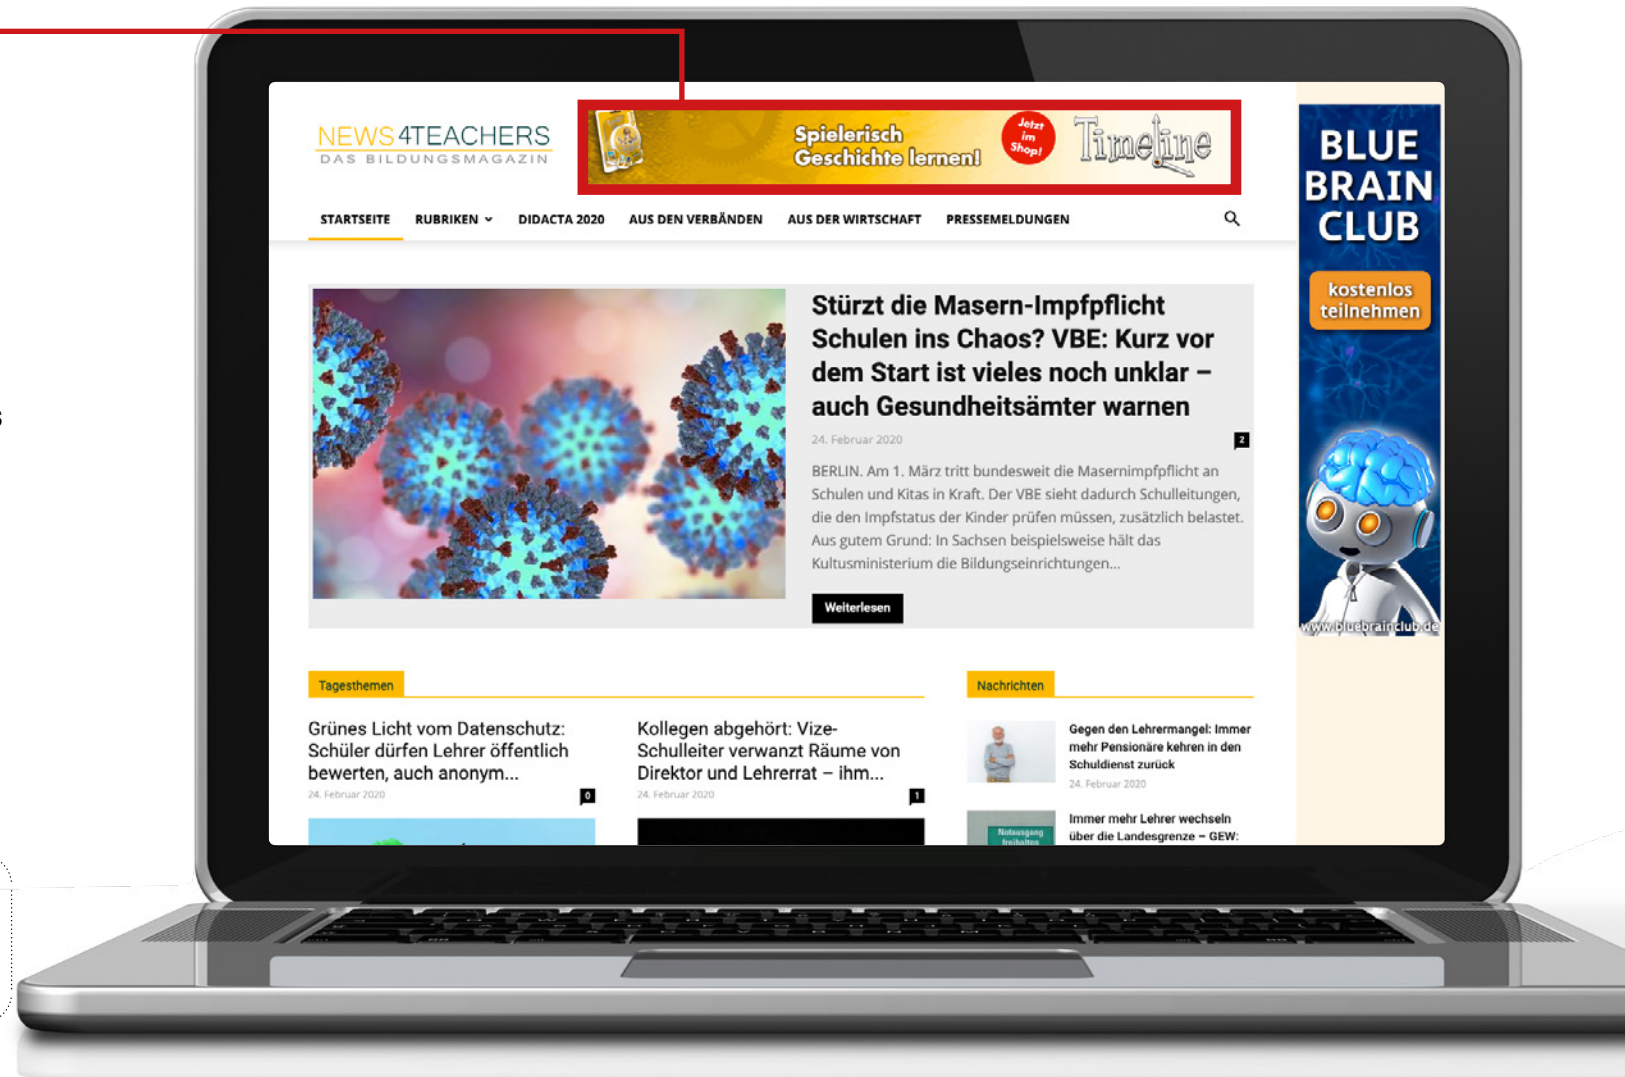 NEWS4TEACHERS
DAS BILDUNGSMAGAZIN
Spielerisch
Geschichte lernen!
Jetzt
im
Shop!
Timeline
BLUE
BRAIN
CLUB
kostenlos
teilnehmen
www.bluebrainclub.de
STARTSEITE RUBRIKEN DIDACTA 2020 AUS DEN VERBÄNDEN AUS DER WIRTSCHAFT PRESSEMELDUNGEN
Stürzt die Masern-Impfpflicht
Schulen ins Chaos? VBE: Kurz vor
dem Start ist vieles noch unklar –
auch Gesundheitsämter warnen
24. Februar 2020
2
BERLIN. Am 1. März tritt bundesweit die Masernimpfpflicht an
Schulen und Kitas in Kraft. Der VBE sieht dadurch Schulleitungen,
die den Impfstatus der Kinder prüfen müssen, zusätzlich belastet.
Aus gutem Grund: In Sachsen beispielsweise hält das
Kultusministerium die Bildungseinrichtungen...
Weiterlesen
Tagesthemen
Grünes Licht vom Datenschutz:
Schüler dürfen Lehrer öffentlich
bewerten, auch anonym...
24. Februar 2020
0
Kollegen abgehört: Vize-
Schulleiter verwanzt Räume von
Direktor und Lehrerrat – ihm...
24. Februar 2020
1
Nachrichten
Gegen den Lehrermangel: Immer
mehr Pensionäre kehren in den
Schuldienst zurück
24. Februar 2020
Immer mehr Lehrer wechseln
über die Landesgrenze – GEW:
Notausgang
freihalten
s